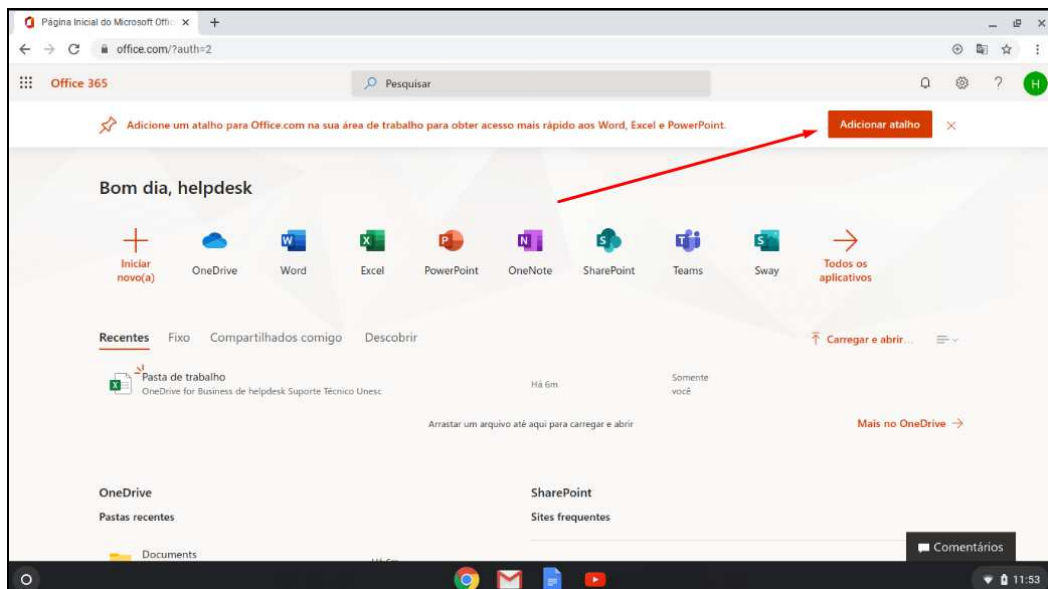 Página Inicial do Microsoft Offi
office.com/?auth=2
Office 365
Pesquisar
?
H
Adicione um atalho para Office.com na sua área de trabalho para obter acesso mais rápido aos Word, Excel e PowerPoint.
Adicionar atalho
Bom dia, helpdesk
Iniciar novo(a)
OneDrive
Word
Excel
PowerPoint
OneNote
SharePoint
Teams
Sway
Todos os aplicativos
Recentes Fixo Compartilhados comigo Descobrir
Carregar e abrir...
Pasta de trabalho
OneDrive for Business de helpdesk Suporte Técnico Unesc
Há 6m
Somente você
Arrastar um arquivo até aqui para carregar e abrir
Mais no OneDrive
OneDrive
Pastas recentes
SharePoint
Sites frequentes
Documents
Há 6m
Comentários
11:53